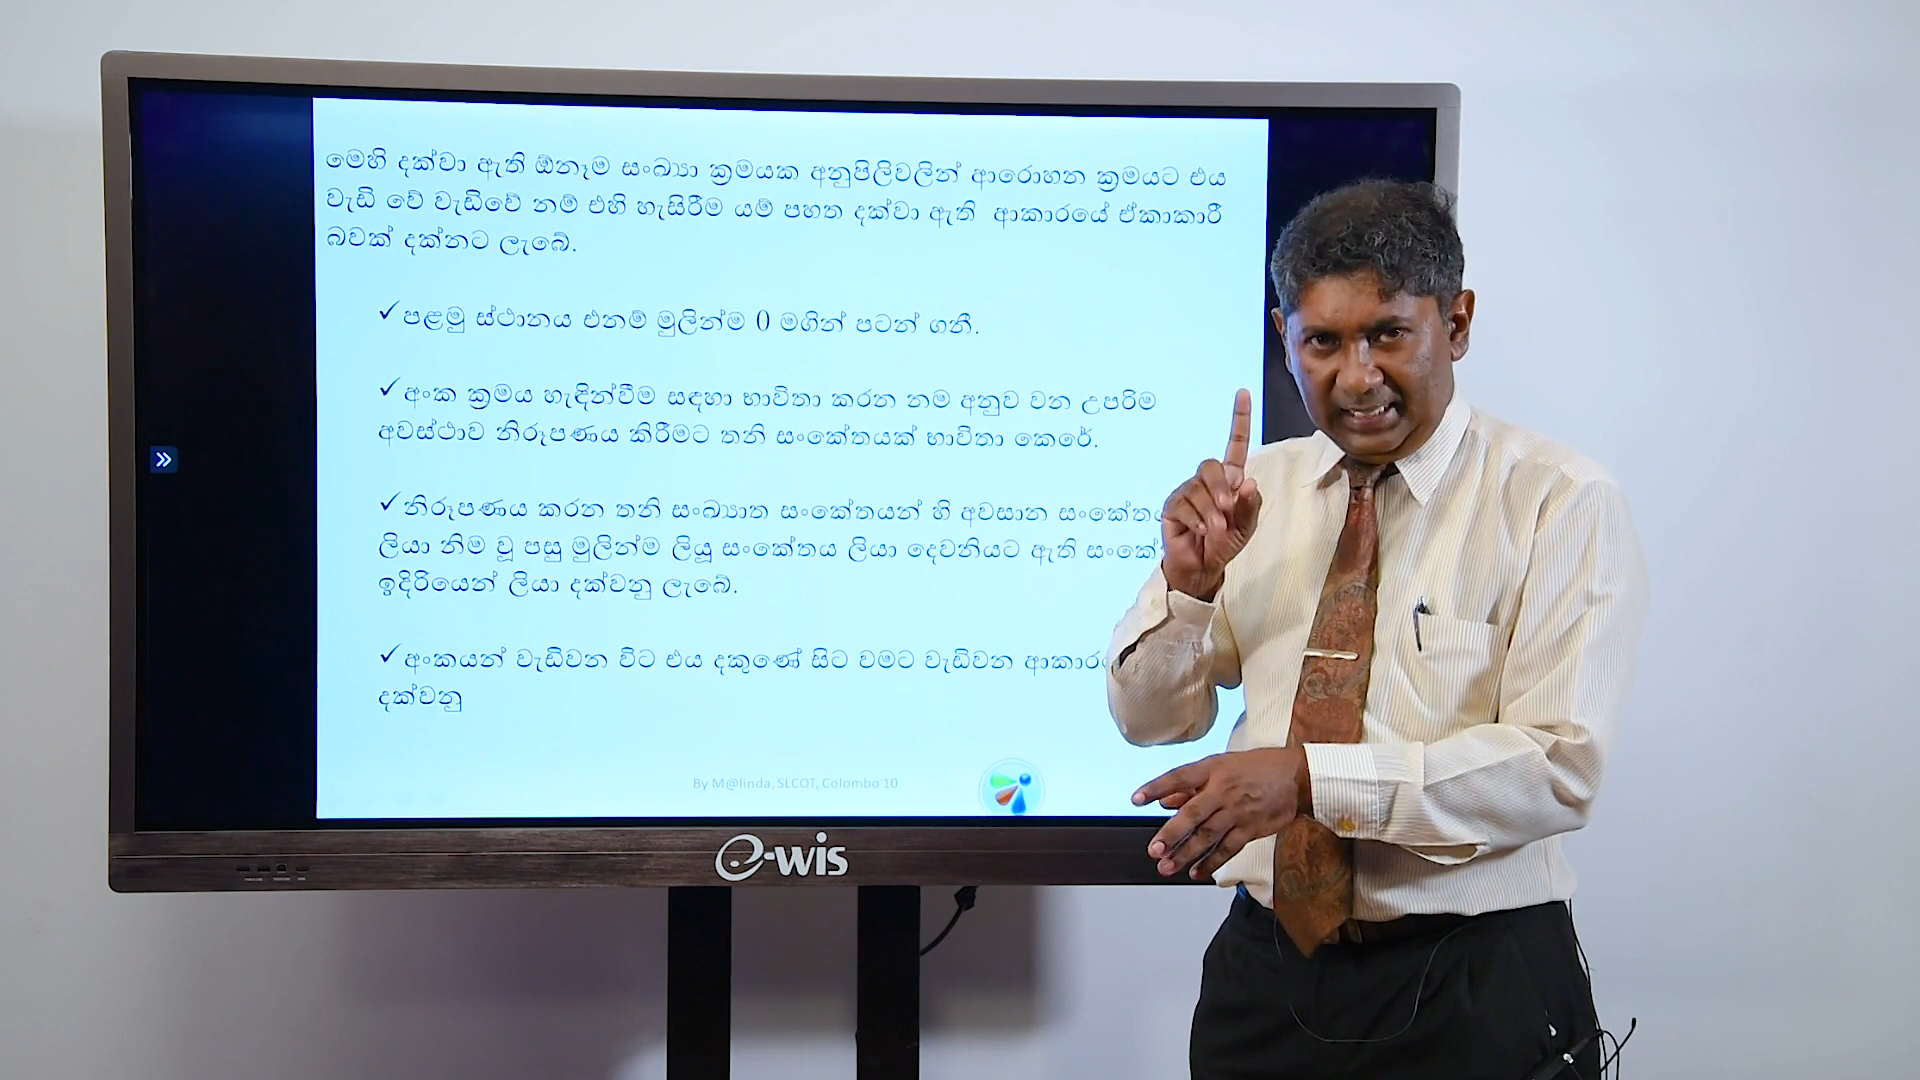 මෙහි දක්වා ඇති ඕනෑම සංඛ්‍යා ක්‍රමයක අනුපිලිවලින් ආරොහන ක්‍රමයට එය
වැඩි වේ වැඩිවේ නම් එහි හැසිරීම යම් පහත දක්වා ඇති ආකාරයේ ඒකාකාරී
බවක් දක්නට ලැබේ.
✓පළමු ස්ථානය එනම් මුලින්ම 0 මගින් පටන් ගනී.
✓අංක ක්‍රමය හැඳින්වීම සඳහා භාවිතා කරන නම අනුව වන උපරිම
අවස්ථාව නිරූපණය කිරීමට තනි සංකේතයක් භාවිතා කෙරේ.
✓නිරූපණය කරන තනි සංඛ්‍යාත සංකේතයන් හි අවසාන
ලියා නිම වූ පසු මුලින්ම ලියූ සංකේතය ලියා දෙවනියට ඇති
ඉදිරියෙන් ලියා දක්වනු ලැබේ.
✓අංකයන් වැඩිවන විට එය දකුණේ සිට වමට වැඩිවන
දක්වනු
By M@linda, SLCOT, Colombo 10
e-wis